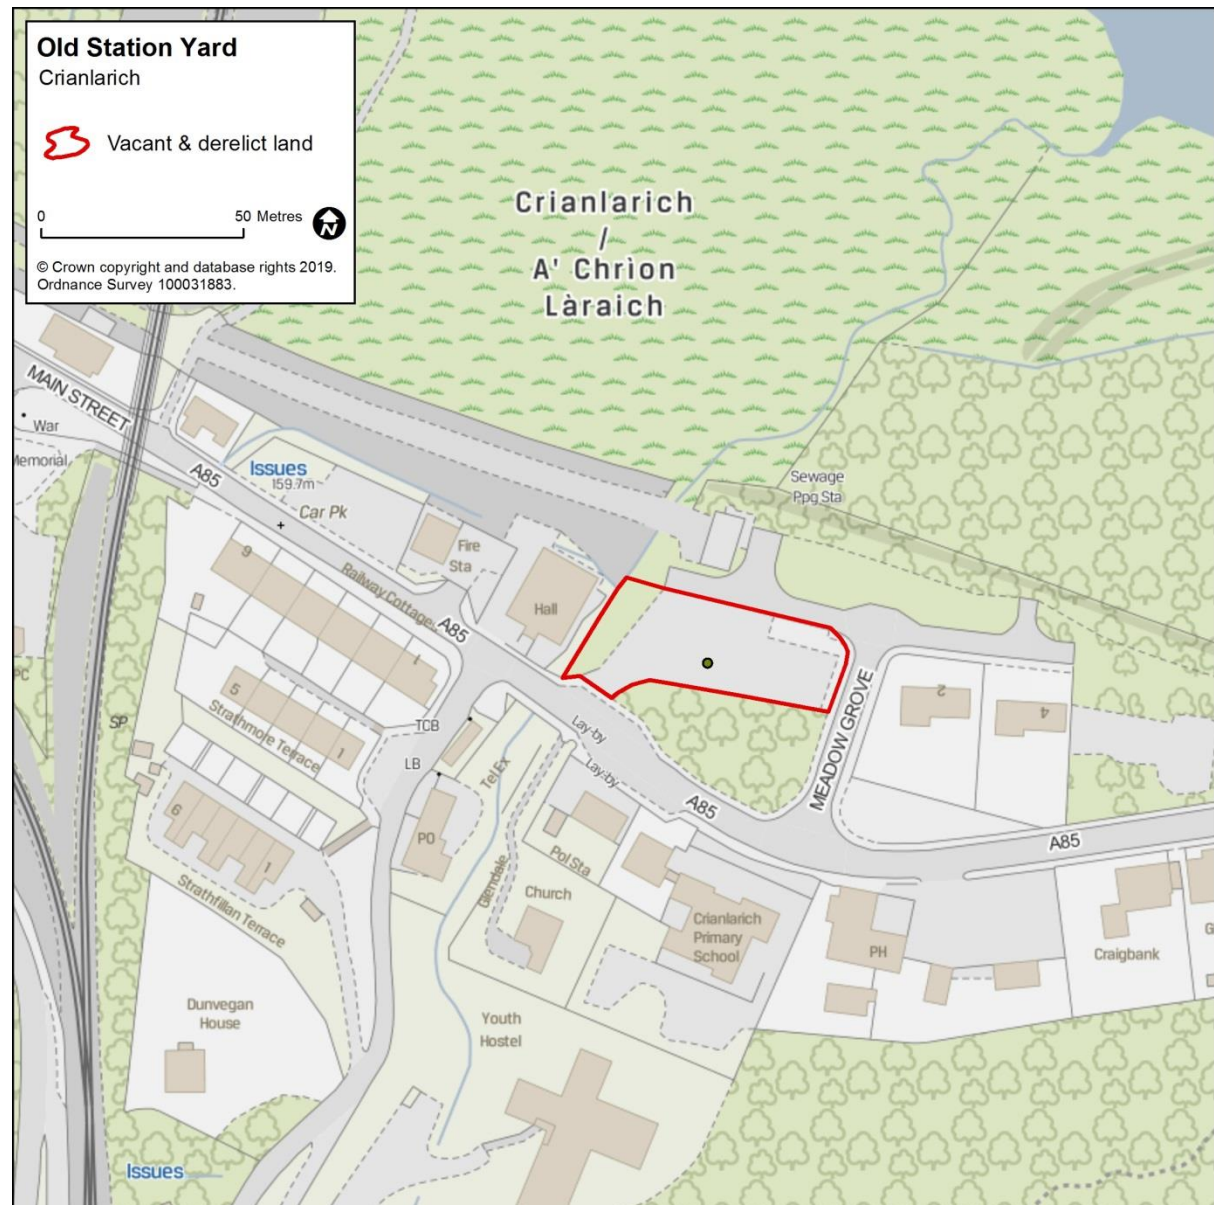 Old Station Yard
Crianlarich
Vacant & derelict land
0 50 Metres
N
© Crown copyright and database rights 2019.
Ordnance Survey 100031883.
Crianlarich
/
A' Chrìon
Làraich
MAIN STREET
War
Memorial
A85
Issues
159.7m
Car Pk
Fire
Sta
Hall
Sewage
Ppg Sta
9
Railway Cottages
1
A85
5
Strathmore Terrace
1
SP
PC
TCB
LB
Tel Ex
Lay-by
Lay-by
A85
MEADOW GROVE
2
4
A85
6
1
Strathfillan Terrace
PO
Glendale
Pol Sta
Church
Crianlarich
Primary
School
PH
Craigbank
G
Dunvegan
House
Youth
Hostel
Issues